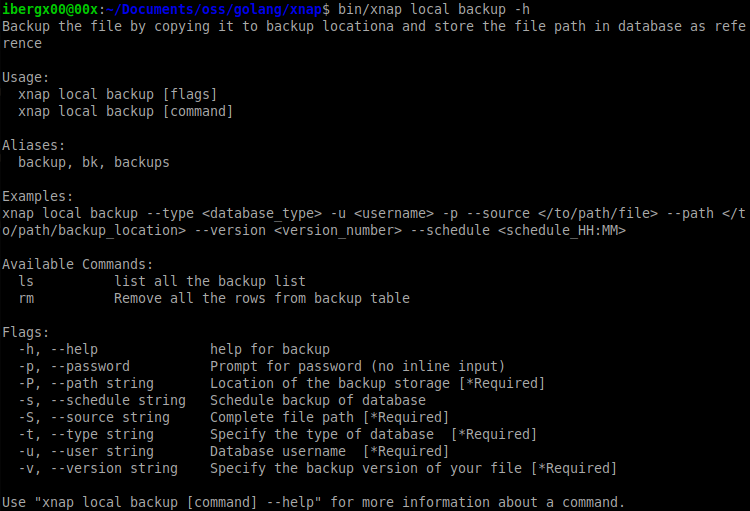 ibergx00@00x:~/Documents/oss/golang/xnap$ bin/xnap local backup -h
Backup the file by copying it to backup locationa and store the file path in database as refe
rence
Usage:
  xnap local backup [flags]
  xnap local backup [command]
Aliases:
  backup, bk, backups
Examples:
xnap local backup --type <database_type> -u <username> -p --source </to/path/file> --path </t
o/path/backup_location> --version <version_number> --schedule <schedule_HH:MM>
Available Commands:
  ls          list all the backup list
  rm          Remove all the rows from backup table
Flags:
  -h, --help              help for backup
  -p, --password          Prompt for password (no inline input)
  -P, --path string       Location of the backup storage [*Required]
  -s, --schedule string   Schedule backup of database
  -S, --source string     Complete file path [*Required]
  -t, --type string       Specify the type of database  [*Required]
  -u, --user string       Database username  [*Required]
  -v, --version string    Specify the backup version of your file [*Required]
Use "xnap local backup [command] --help" for more information about a command.